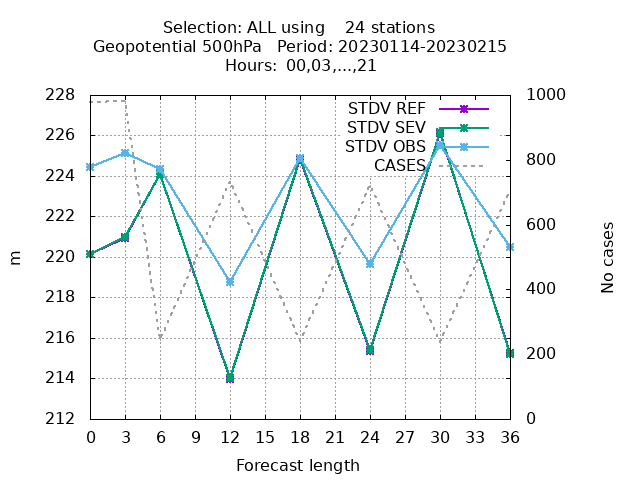 Selection: ALL using    24 stations
Geopotential 500hPa   Period: 20230114-20230215
Hours: 00,03,...,21
228
226
224
222
220
218
216
214
212
1000
800
600
400
200
0
STDV REF
STDV SEV
STDV OBS
CASES
m
No cases
0 3 6 9 12 15 18 21 24 27 30 33 36
Forecast length